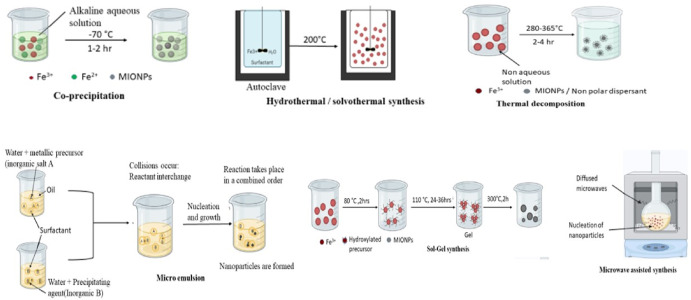 Alkaline aqueous
solution
-70 °C
1-2 hr
Fe³⁺ Fe²⁺ MIONPs
Co-precipitation
Fe3+ H₂O
Surfactant
200°C
Autoclave
Hydrothermal / solvothermal synthesis
280-365°C
2-4 hr
Non aqueous
solution
Fe³⁺ MIONPs / Non polar dispersant
Thermal decomposition
Water + metallic precursor
(inorganic salt A
Oil
Surfactant
Water + Precipitating
agent(Inorganic B)
Collisions occur:
Reactant interchange
Nucleation
and growth
Reaction takes place
in a combined order
Nanoparticles are formed
Micro emulsion
80 °C ,2hrs
110 °C, 24-36hrs
300°C,2h
Gel
Fe³⁺ Hydroxylated
precursor
MIONPs
Sol-Gel synthesis
Diffused
microwaves
Nucleation of
nanoparticles
Microwave assisted synthesis